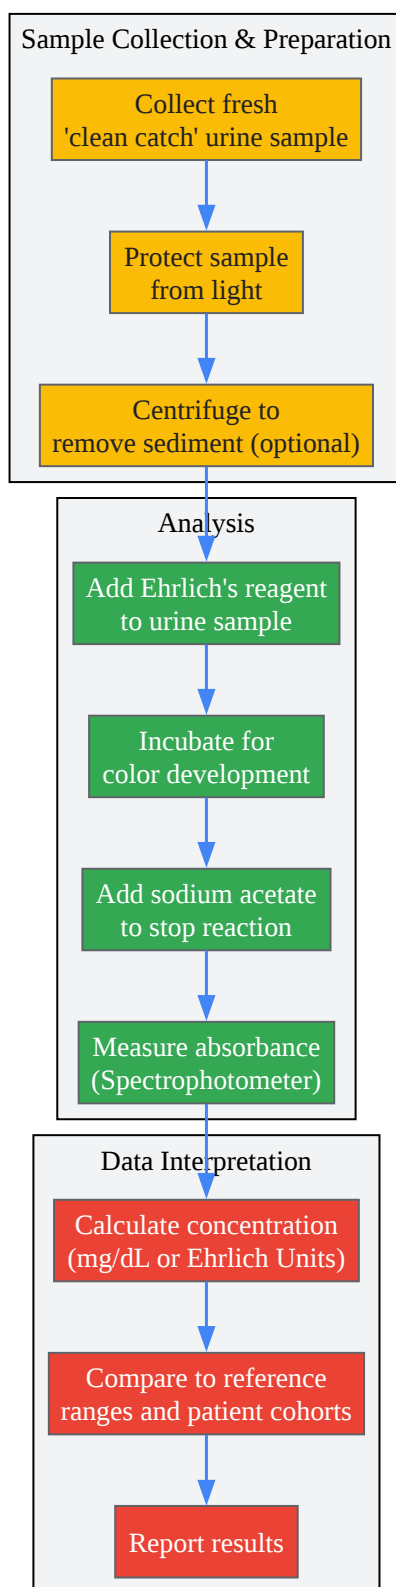 Sample Collection & Preparation
Collect fresh
'clean catch' urine sample
Protect sample
from light
Centrifuge to
remove sediment (optional)
Analysis
Add Ehrlich's reagent
to urine sample
Incubate for
color development
Add sodium acetate
to stop reaction
Measure absorbance
(Spectrophotometer)
Data Interpretation
Calculate concentration
(mg/dL or Ehrlich Units)
Compare to reference
ranges and patient cohorts
Report results